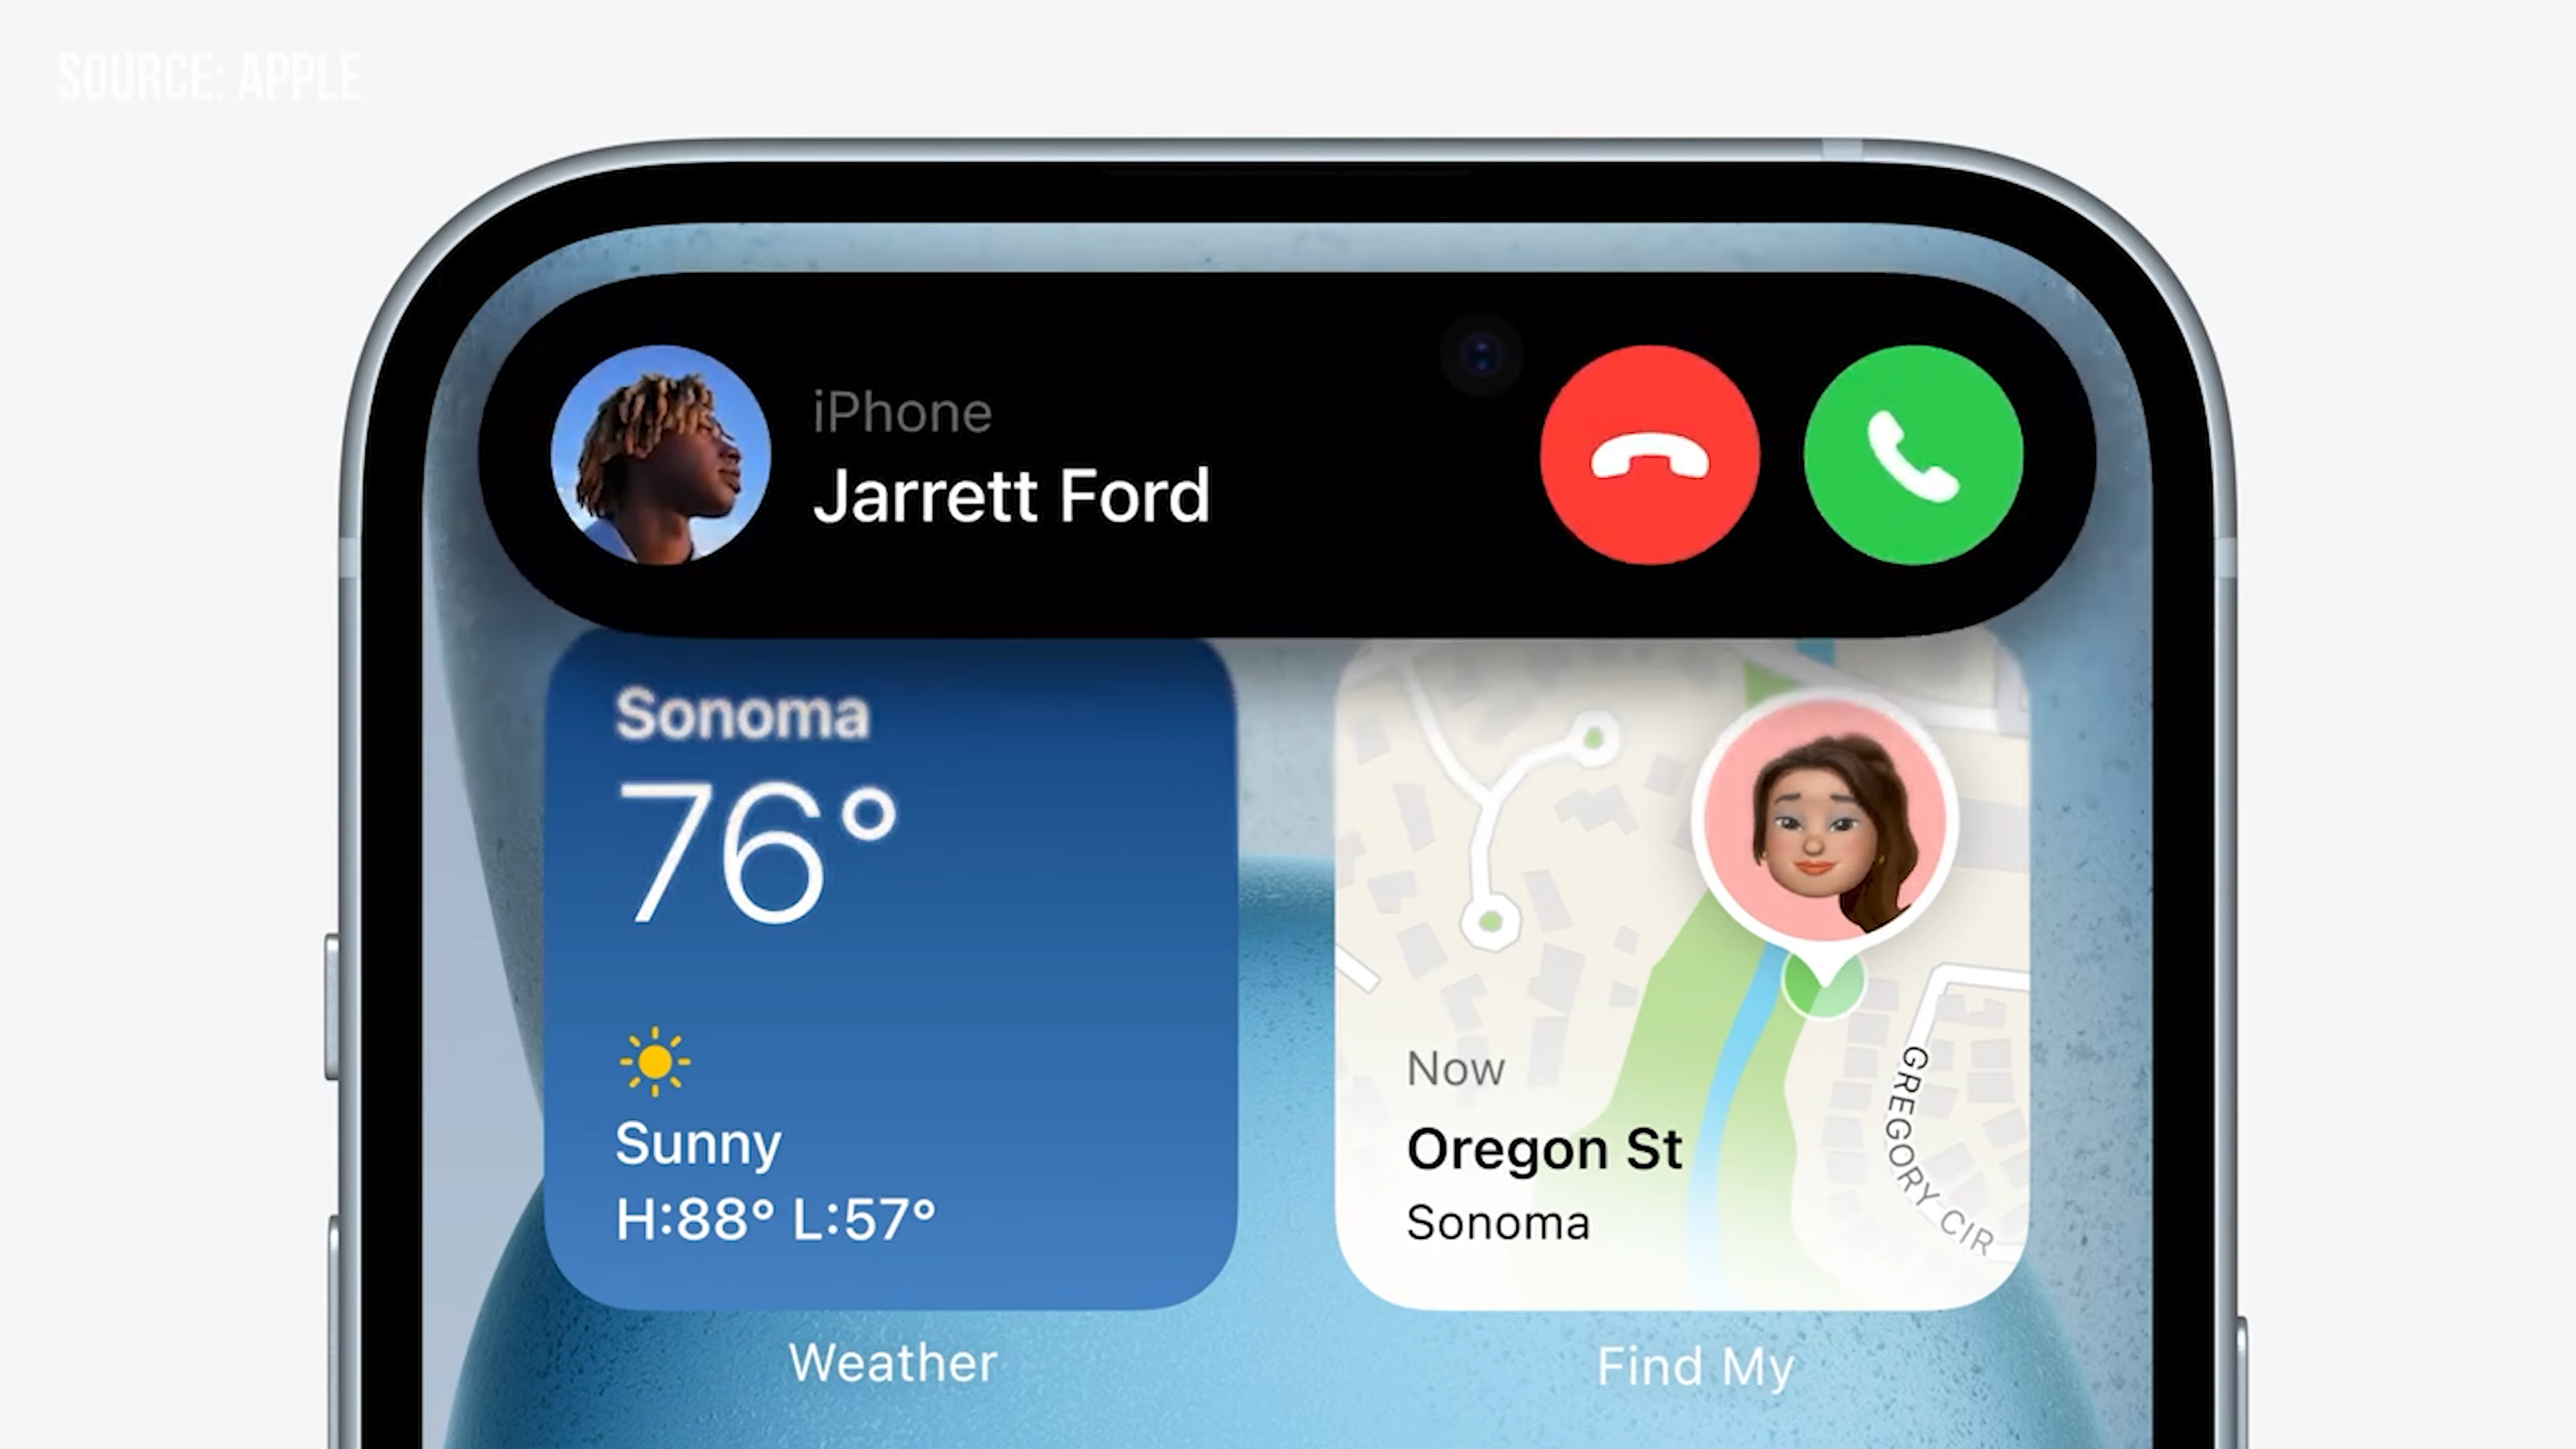 SOURCE: APPLE
iPhone
Jarrett Ford
Sonoma
76°
Sunny
H:88° L:57°
Weather
Now
Oregon St
Sonoma
GREGORY CIR
Find My